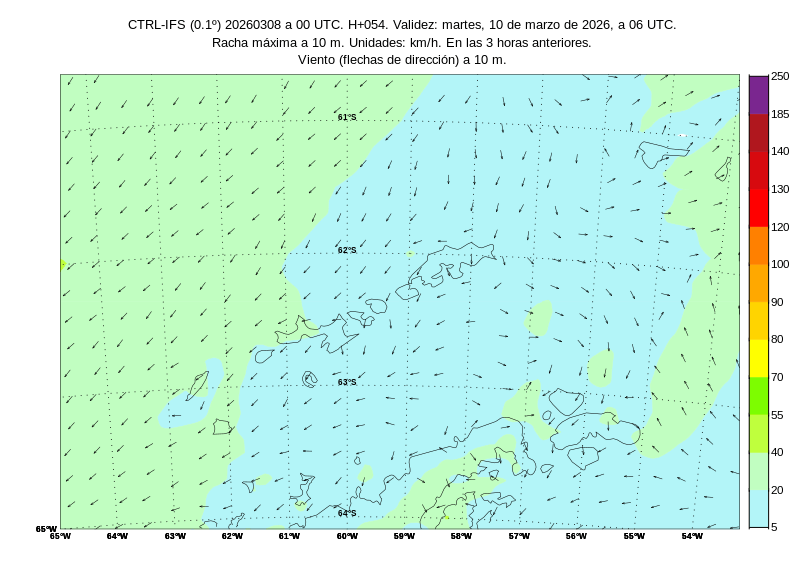 CTRL-IFS (0.1º) 20260308 a 00 UTC. H+054. Validez: martes, 10 de marzo de 2026, a 06 UTC.
Racha máxima a 10 m. Unidades: km/h. En las 3 horas anteriores.
Viento (flechas de dirección) a 10 m.
250
185
140
130
120
100
90
80
70
55
40
20
5
61°S
62°S
63°S
64°S
65°W
65°W
64°W
63°W
62°W
61°W
60°W
59°W
58°W
57°W
56°W
55°W
54°W